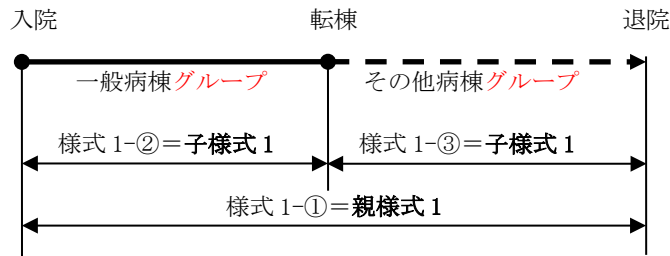 入院 転棟 退院
一般病棟グループ その他病棟グループ
様式 1-②＝子様式 1 様式 1-③＝子様式 1
様式 1-①＝親様式 1